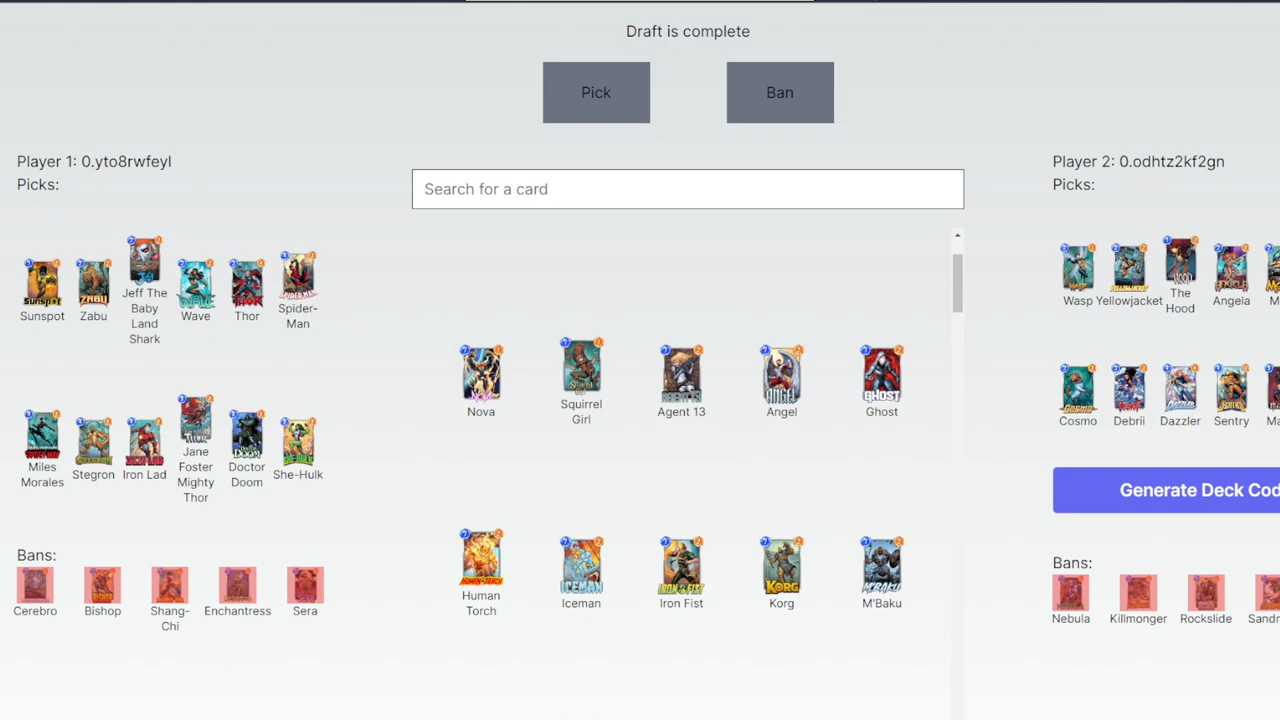 Draft is complete
Pick
Ban
Player 1: 0.yto8rwfeyl
Picks:
Sunspot
Zabu
Jeff The
Baby
Land
Shark
Wave
Thor
Spider-
Man
Miles
Morales
Stegron
Iron Lad
Jane
Foster
Mighty
Thor
Doctor
Doom
She-Hulk
Bans:
Cerebro
Bishop
Shang-
Chi
Enchantress
Sera
Search for a card
Nova
Squirrel
Girl
Agent 13
Angel
Ghost
Human
Torch
Iceman
Iron Fist
Korg
M'Baku
Player 2: 0.odhtz2kf2gn
Picks:
Wasp
Yellowjacket
The
Hood
Angela
M
Cosmo
Debrii
Dazzler
Sentry
Ma
Generate Deck Cod
Bans:
Nebula
Killmonger
Rockslide
Sandm